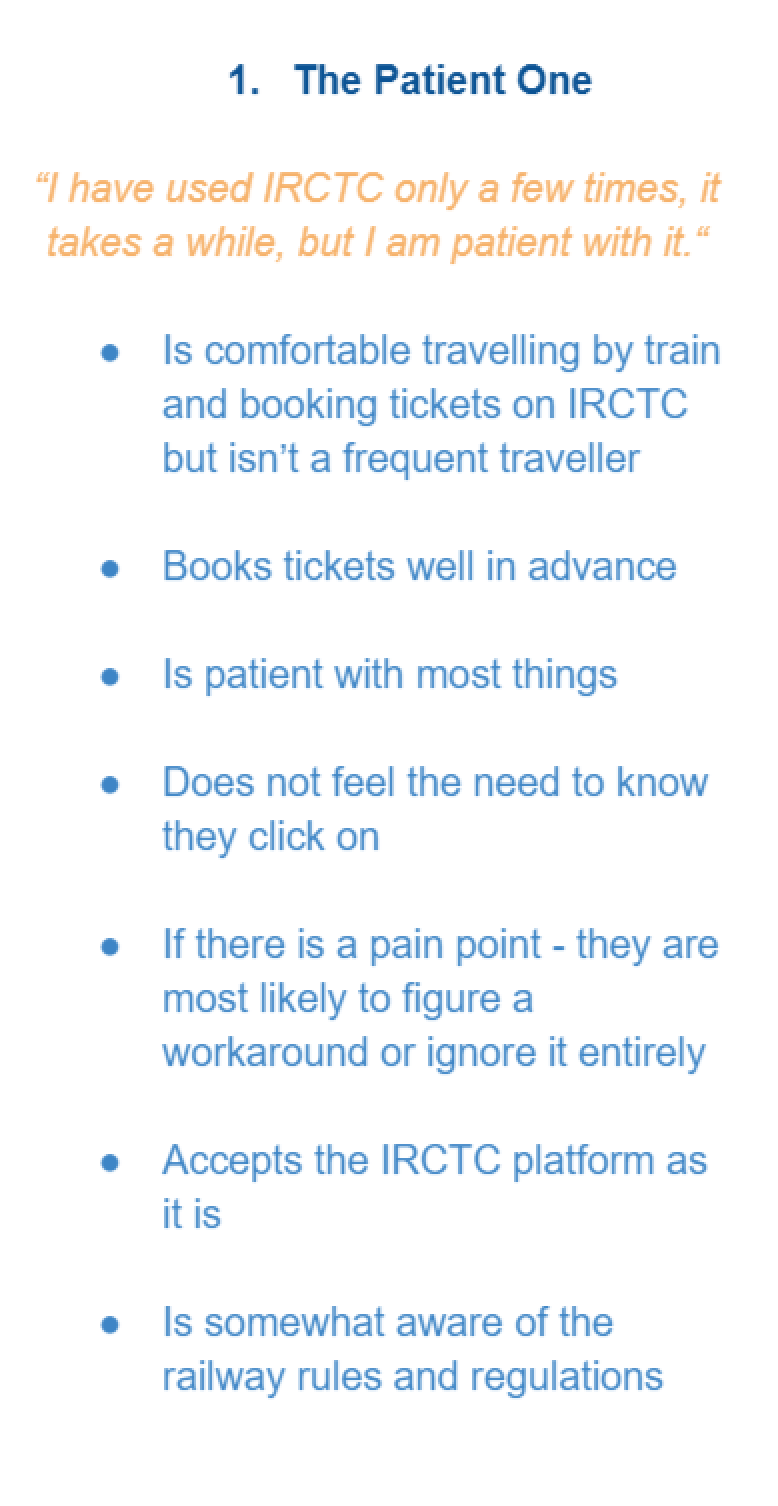 1. The Patient One
“I have used IRCTC only a few times, it
takes a while, but I am patient with it.“
● Is comfortable travelling by train
and booking tickets on IRCTC
but isn’t a frequent traveller
● Books tickets well in advance
● Is patient with most things
● Does not feel the need to know
they click on
● If there is a pain point - they are
most likely to figure a
workaround or ignore it entirely
● Accepts the IRCTC platform as
it is
● Is somewhat aware of the
railway rules and regulations